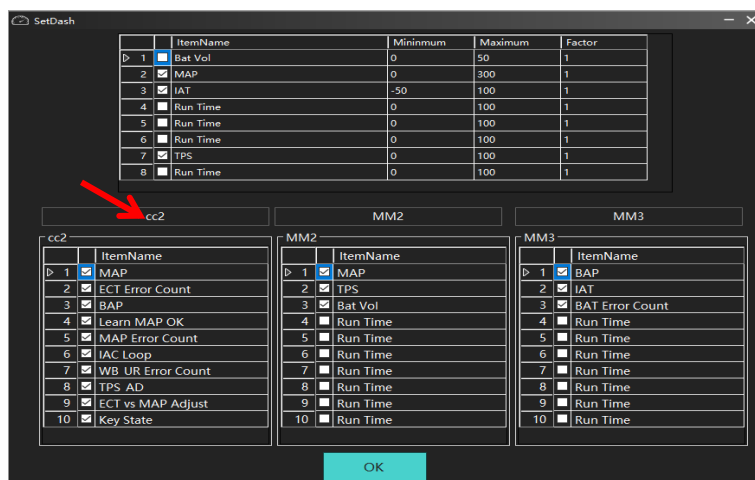 SetDash
ItemName Mininmum Maximum Factor
1 Bat Vol 0 50 1
2 MAP 0 300 1
3 IAT -50 100 1
4 Run Time 0 100 1
5 Run Time 0 100 1
6 Run Time 0 100 1
7 TPS 0 100 1
8 Run Time 0 100 1
cc2 MM2 MM3
cc2
ItemName
1 MAP
2 ECT Error Count
3 BAP
4 Learn MAP OK
5 MAP Error Count
6 IAC Loop
7 WB UR Error Count
8 TPS AD
9 ECT vs MAP Adjust
10 Key State
MM2
ItemName
1 MAP
2 TPS
3 Bat Vol
4 Run Time
5 Run Time
6 Run Time
7 Run Time
8 Run Time
9 Run Time
10 Run Time
MM3
ItemName
1 BAP
2 IAT
3 BAT Error Count
4 Run Time
5 Run Time
6 Run Time
7 Run Time
8 Run Time
9 Run Time
10 Run Time
OK